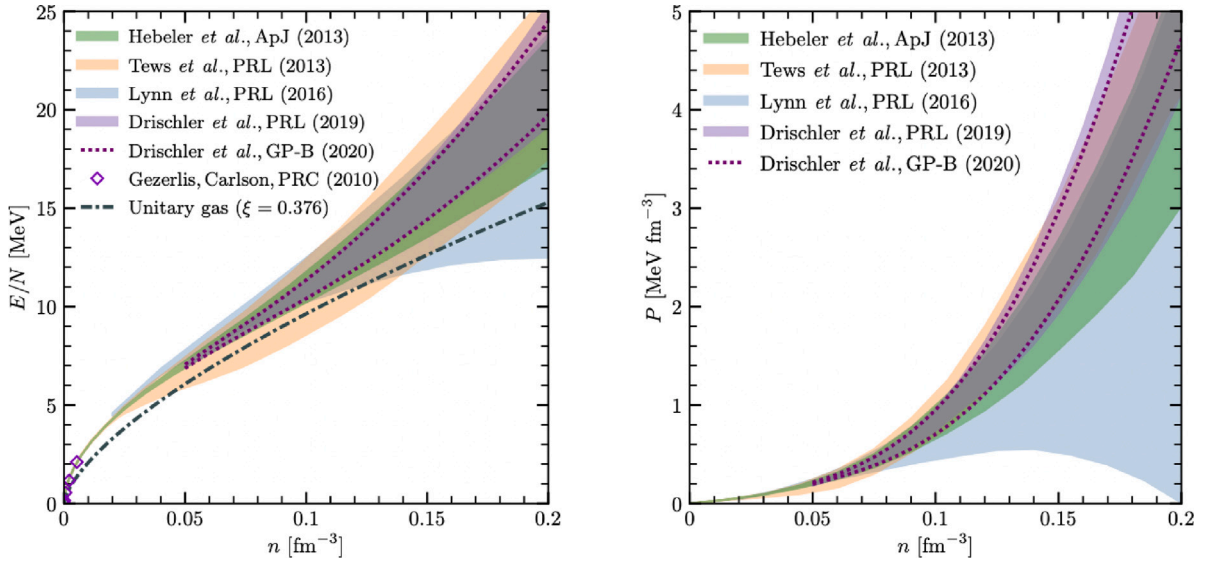 25
20
15
10
5
0
E/N [MeV]
Hebeler et al., ApJ (2013)
Tews et al., PRL (2013)
Lynn et al., PRL (2016)
Drischler et al., PRL (2019)
Drischler et al., GP-B (2020)
Gezerlis, Carlson, PRC (2010)
Unitary gas (ξ = 0.376)
0 0.05 0.1 0.15 0.2
n [fm⁻³]
5
4
3
2
1
0
P [MeV fm⁻³]
Hebeler et al., ApJ (2013)
Tews et al., PRL (2013)
Lynn et al., PRL (2016)
Drischler et al., PRL (2019)
Drischler et al., GP-B (2020)
0 0.05 0.1 0.15 0.2
n [fm⁻³]